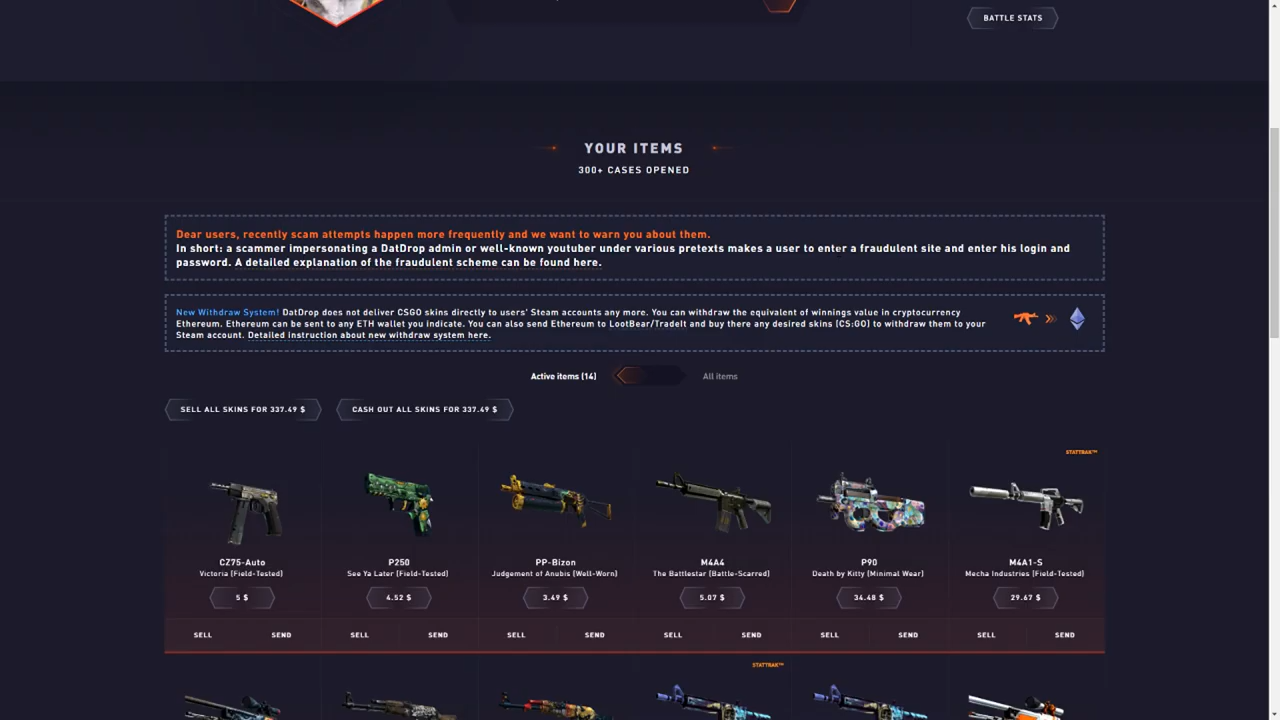 BATTLE STATS
YOUR ITEMS
300+ CASES OPENED
Dear users, recently scam attempts happen more frequently and we want to warn you about them.
In short: a scammer impersonating a DatDrop admin or well-known youtuber under various pretexts makes a user to enter a fraudulent site and enter his login and
password. A detailed explanation of the fraudulent scheme can be found here.
New Withdraw System! DatDrop does not deliver CSGO skins directly to users' Steam accounts any more. You can withdraw the equivalent of winnings value in cryptocurrency
Ethereum. Ethereum can be sent to any ETH wallet you indicate. You can also send Ethereum to LootBear/TradeIt and buy there any desired skins (CS:GO) to withdraw them to your
Steam account. Detailed instruction about new withdraw system here.
Active items (14) All items
SELL ALL SKINS FOR 337.49 $ CASH OUT ALL SKINS FOR 337.49 $
STATTRAK™
CZ75-Auto P250 PP-Bizon M4A4 P90 M4A1-S
Victoria (Field-Tested) See Ya Later (Field-Tested) Judgement of Anubis (Well-Worn) The Battlestar (Battle-Scarred) Death by Kitty (Minimal Wear) Mecha Industries (Field-Tested)
5 $ 4.52 $ 3.49 $ 5.07 $ 34.48 $ 29.67 $
SELL SEND SELL SEND SELL SEND SELL SEND SELL SEND SELL SEND
STATTRAK™